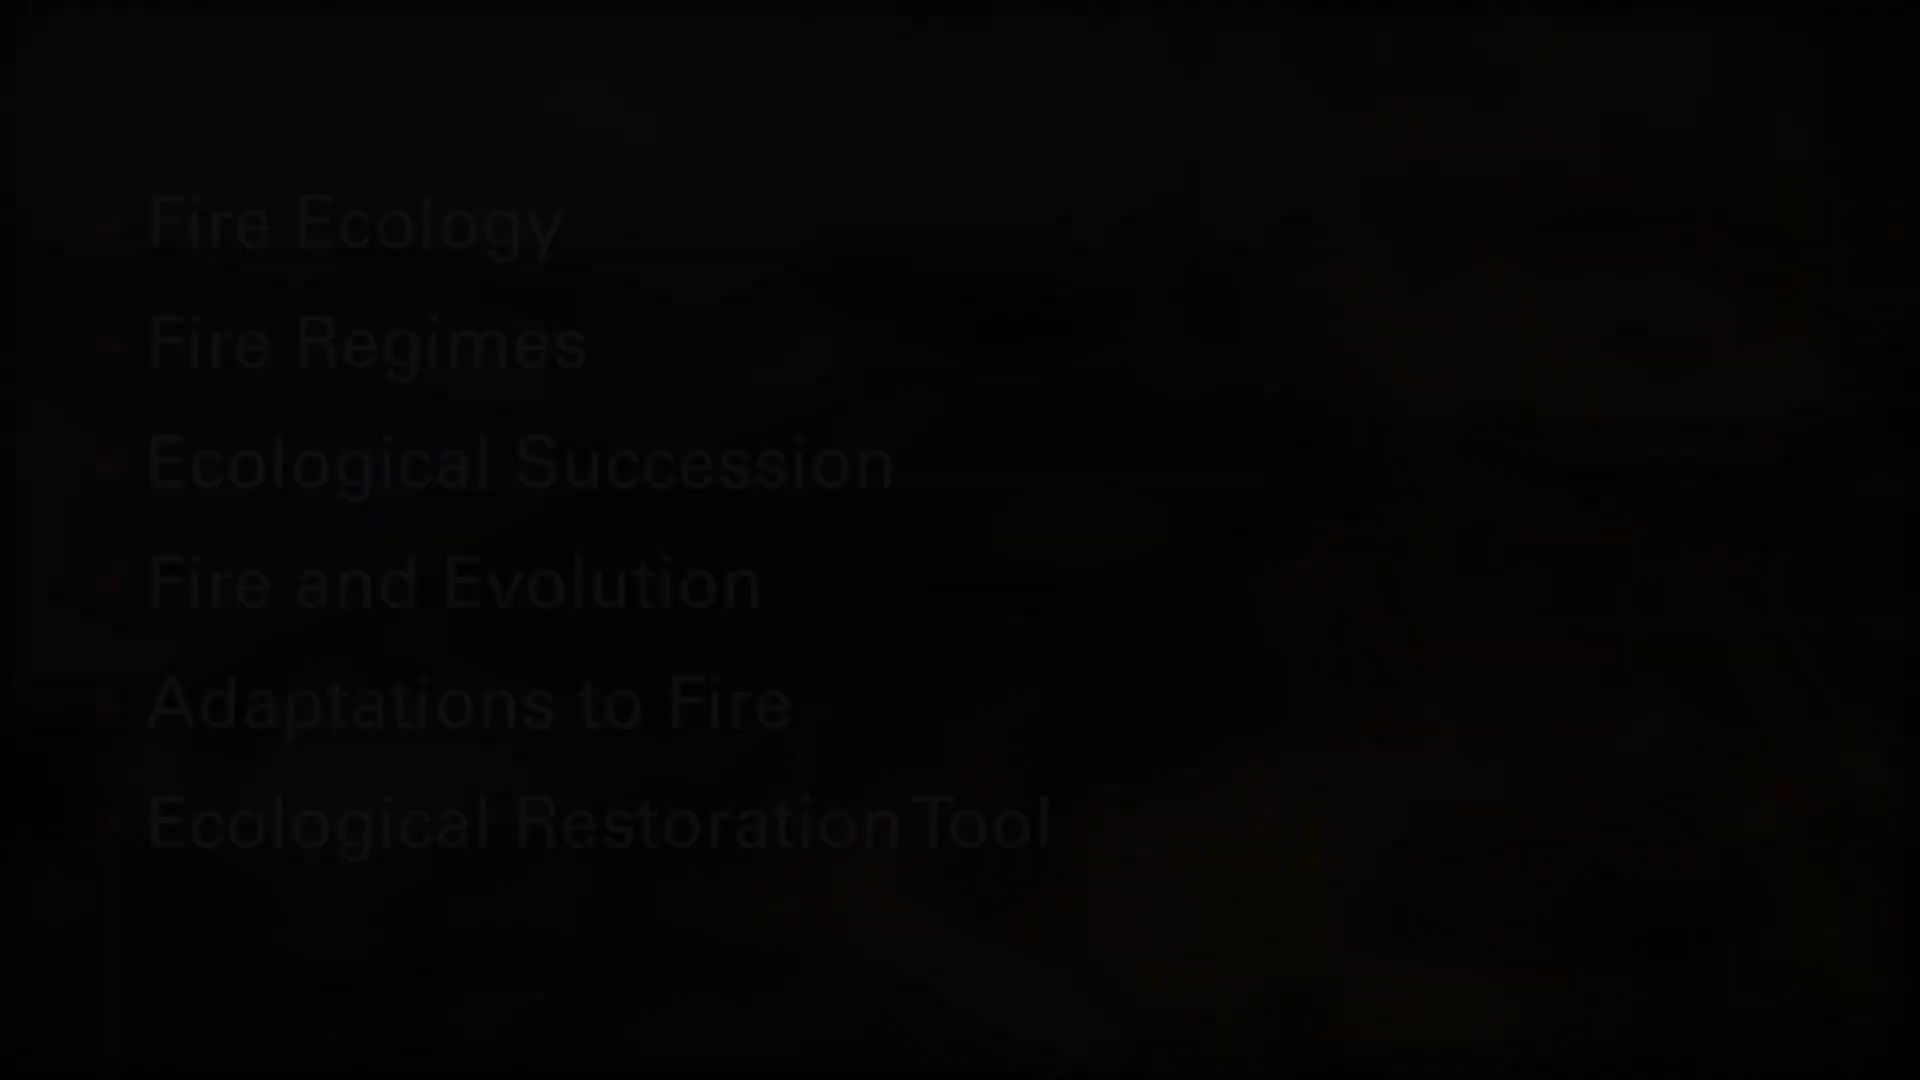 Fire Ecology
Fire Regimes
Ecological Succession
Fire and Evolution
Adaptations to Fire
Ecological Restoration Tool